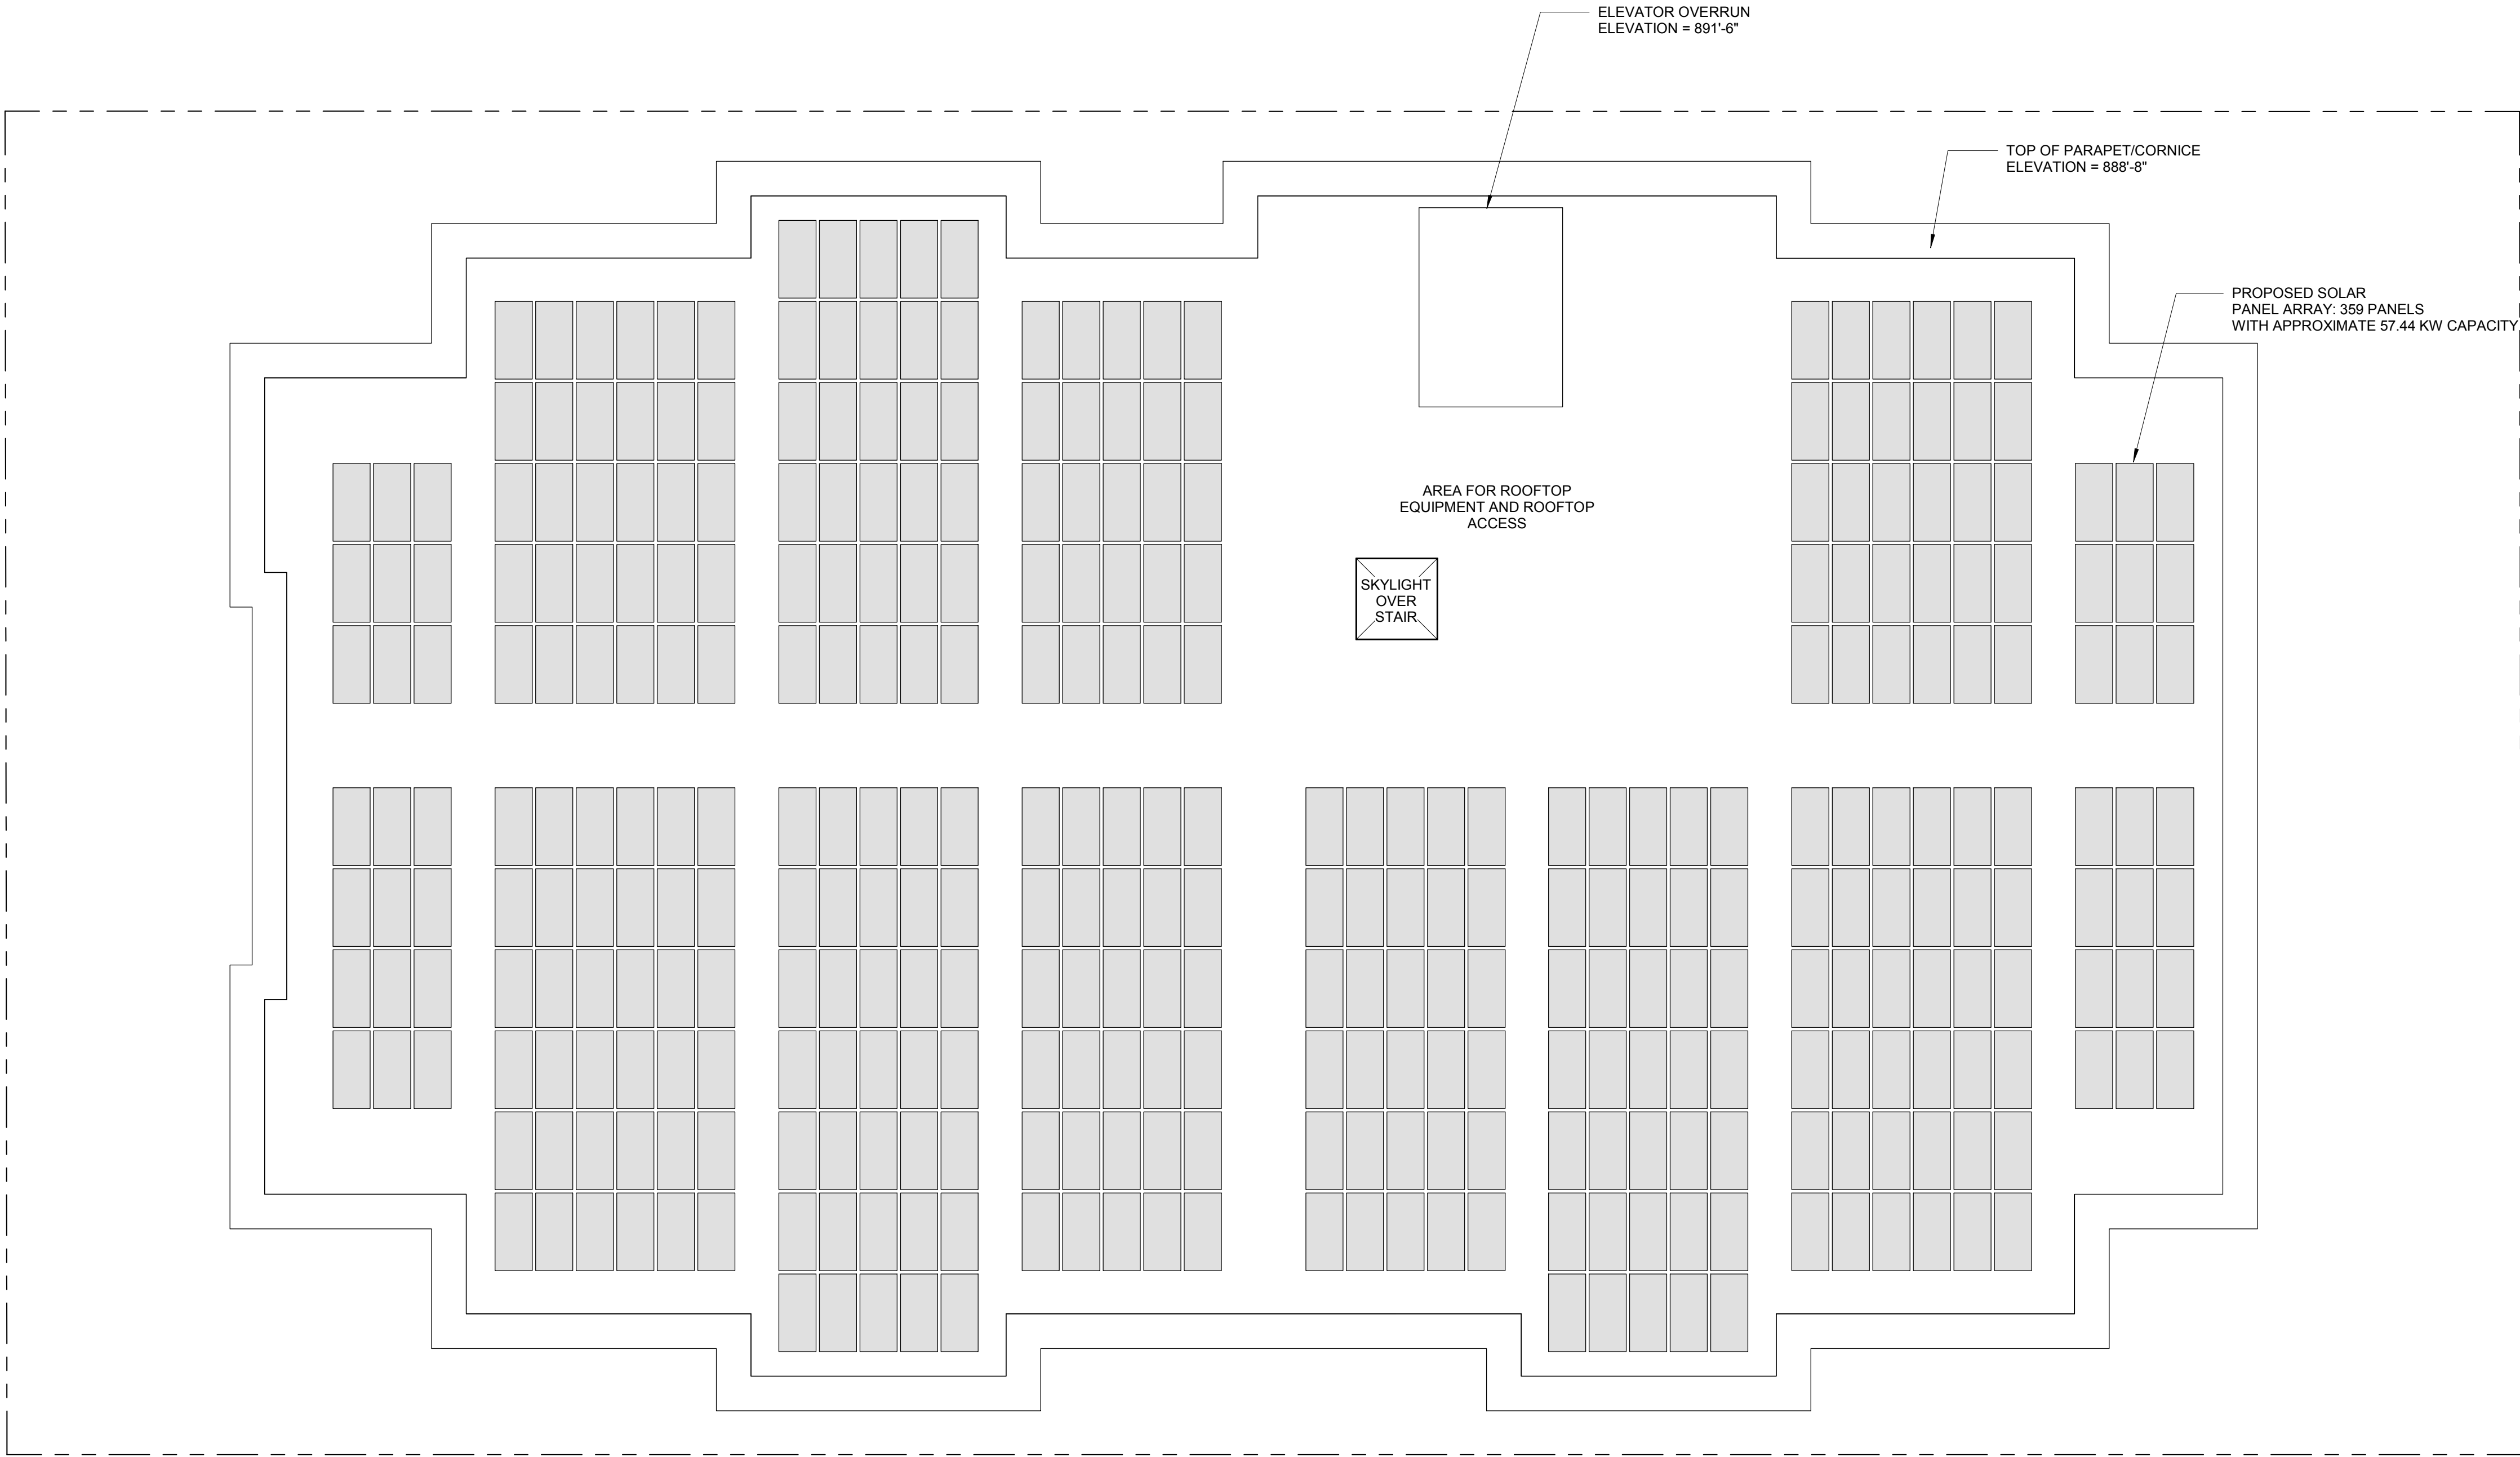 ELEVATOR OVERRUN
ELEVATION = 891'-6"
TOP OF PARAPET/CORNICE
ELEVATION = 888'-8"
PROPOSED SOLAR
PANEL ARRAY: 359 PANELS
WITH APPROXIMATE 57.44 KW CAPACITY
AREA FOR ROOFTOP
EQUIPMENT AND ROOFTOP
ACCESS
SKYLIGHT
OVER
STAIR